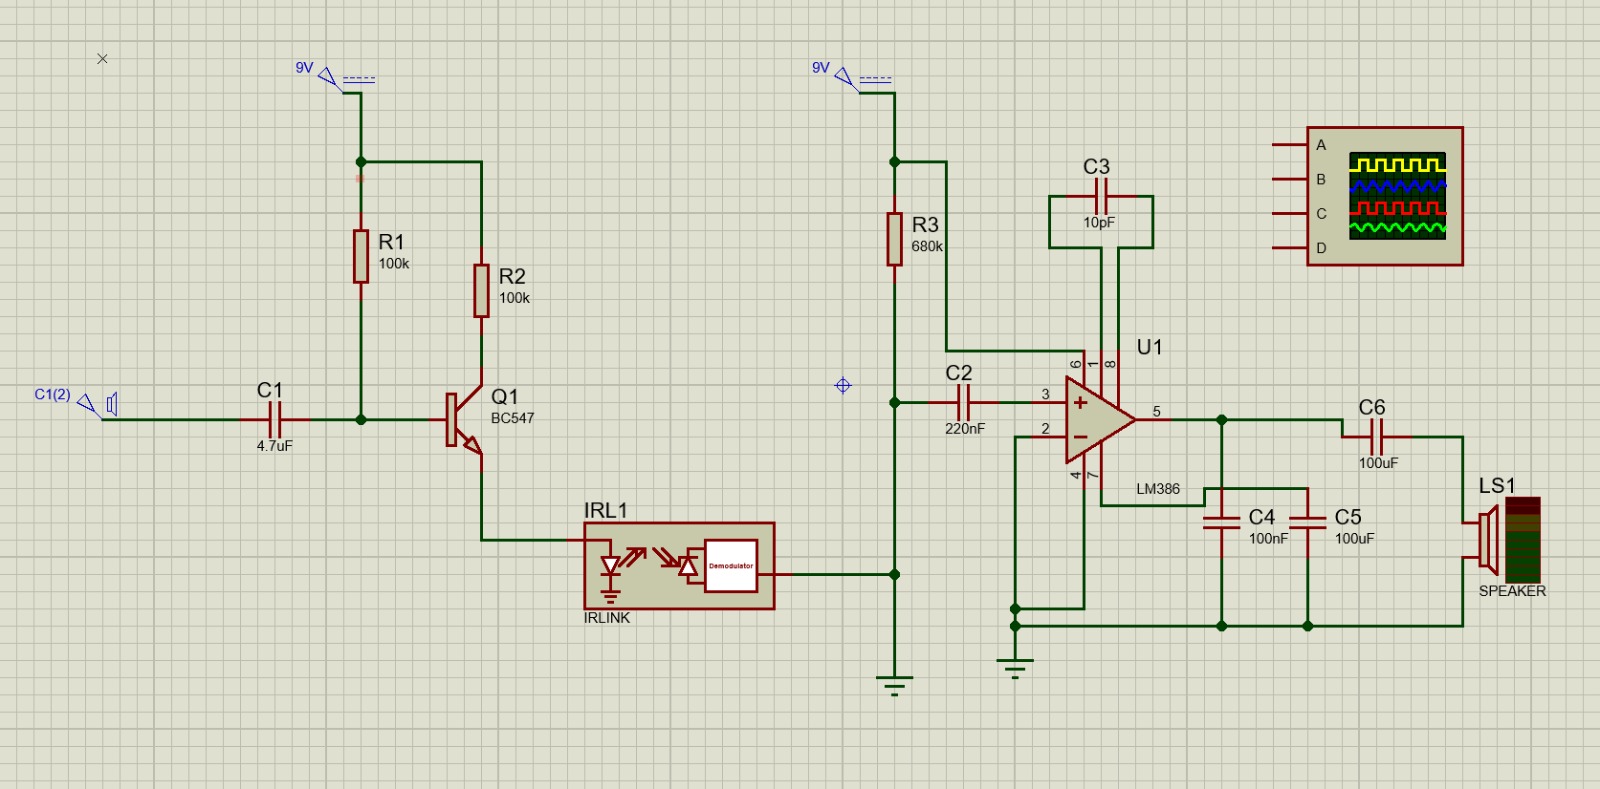 9V
9V
A
B
C
D
C3
10pF
R1
100k
R3
680k
R2
100k
U1
6
1
8
C1(2)
C1
4.7uF
Q1
BC547
C2
220nF
3
2
5
4
7
LM386
C6
100uF
LS1
SPEAKER
C4
100nF
C5
100uF
IRL1
Demodulator
IRLINK